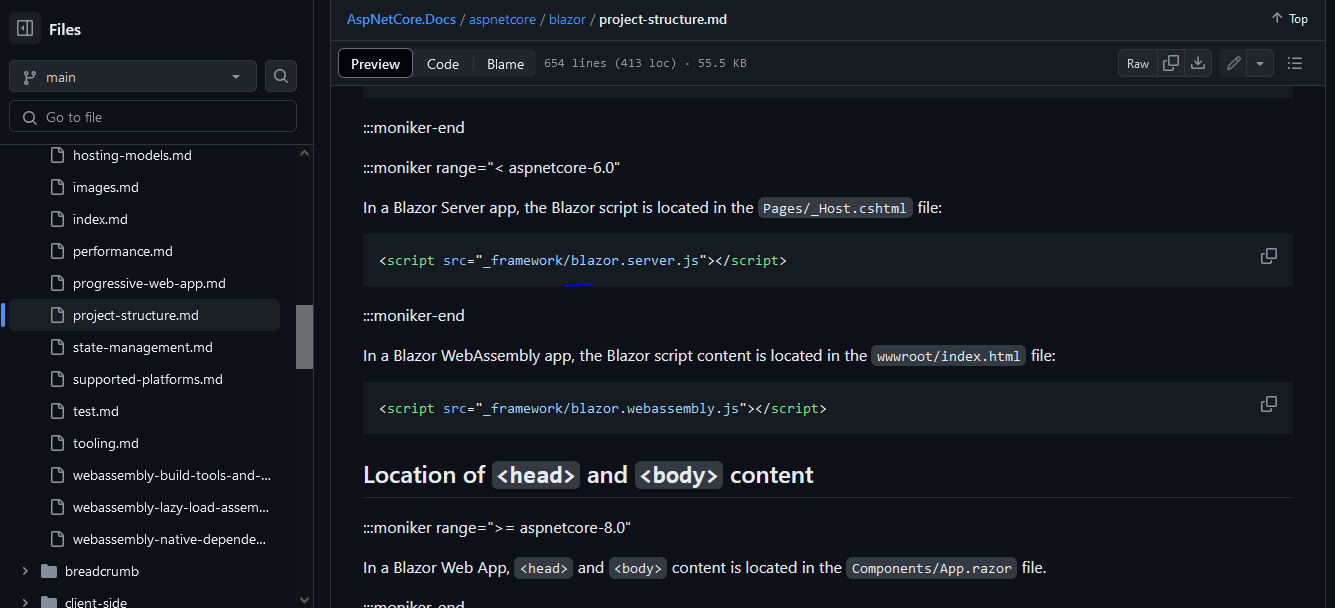 Files
main
Go to file
hosting-models.md
images.md
index.md
performance.md
progressive-web-app.md
project-structure.md
state-management.md
supported-platforms.md
test.md
tooling.md
webassembly-build-tools-and-...
webassembly-lazy-load-assem...
webassembly-native-depende...
breadcrumb
client-side
AspNetCore.Docs / aspnetcore / blazor / project-structure.md
Top
Preview Code Blame 654 lines (413 loc) · 55.5 KB
Raw
:::moniker-end
:::moniker range="< aspnetcore-6.0"
In a Blazor Server app, the Blazor script is located in the Pages/_Host.cshtml file:
<script src="_framework/blazor.server.js"></script>
:::moniker-end
In a Blazor WebAssembly app, the Blazor script content is located in the wwwroot/index.html file:
<script src="_framework/blazor.webassembly.js"></script>
Location of <head> and <body> content
:::moniker range=">= aspnetcore-8.0"
In a Blazor Web App, <head> and <body> content is located in the Components/App.razor file.
:::moniker-end